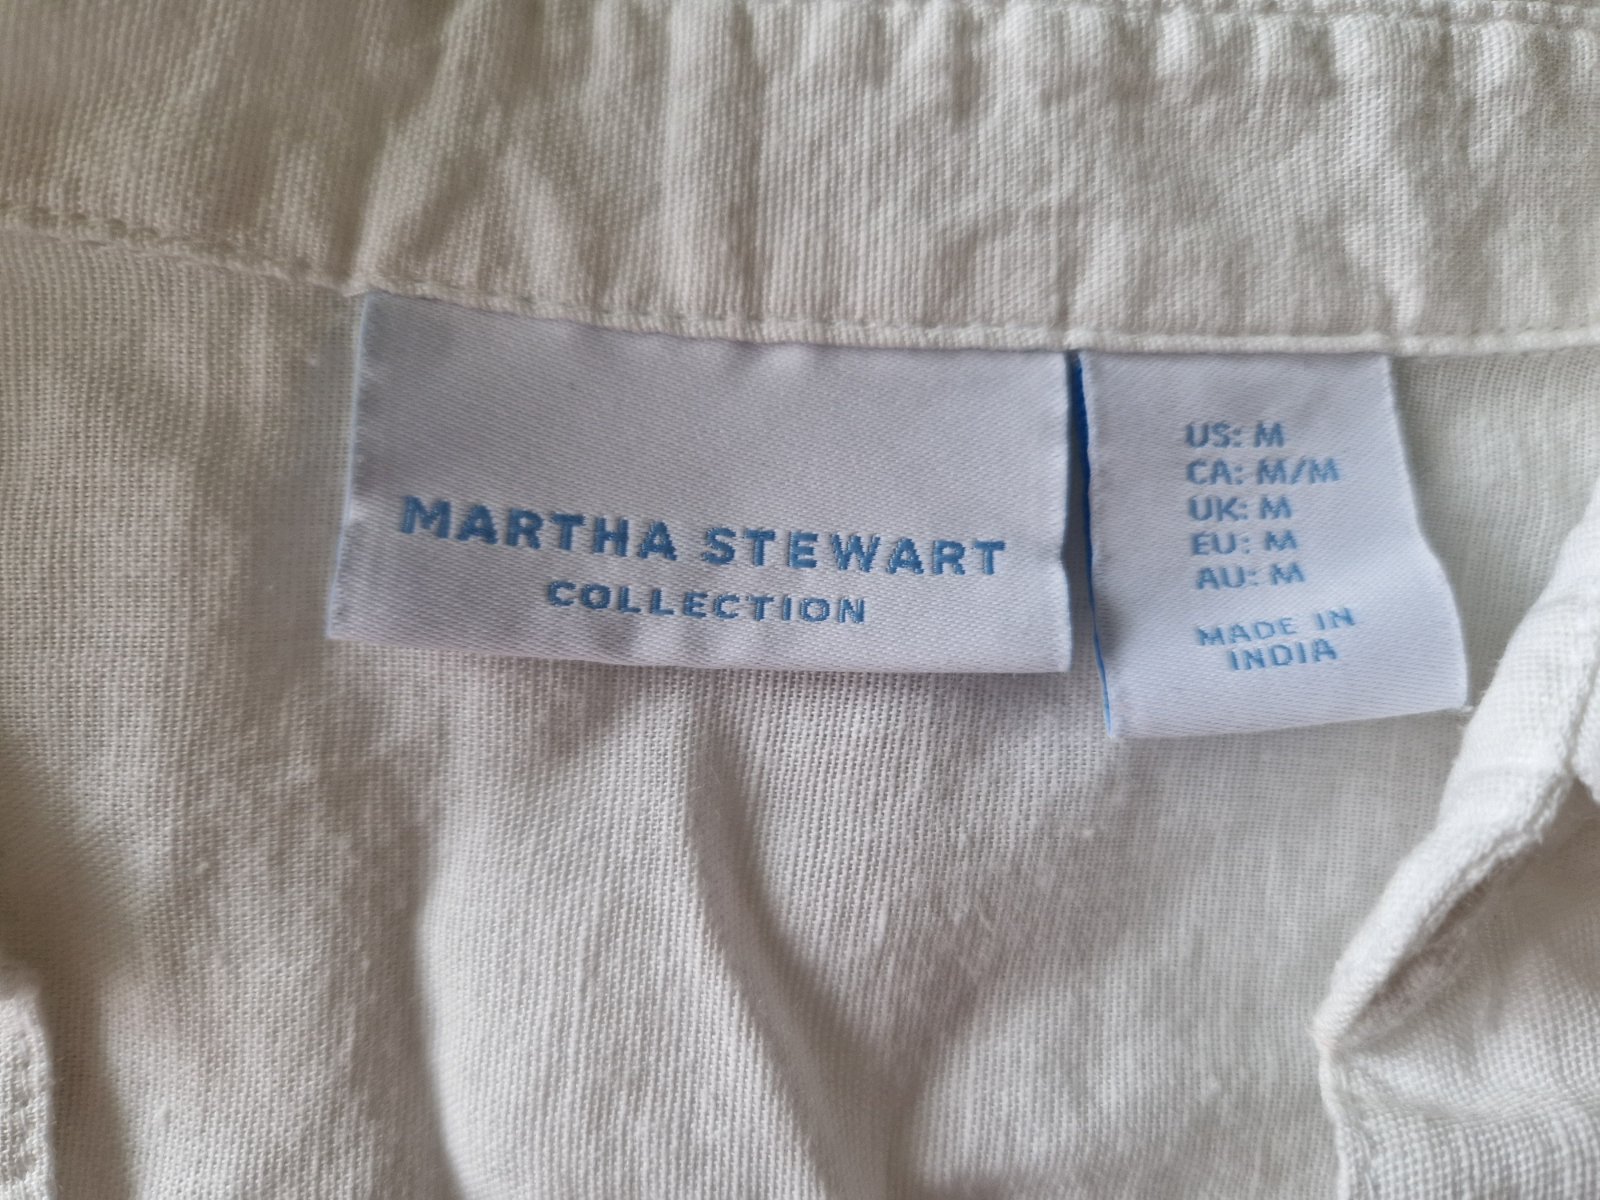 MARTHA STEWART
COLLECTION
US: M
CA: M/M
UK: M
EU: M
AU: M
MADE IN
INDIA